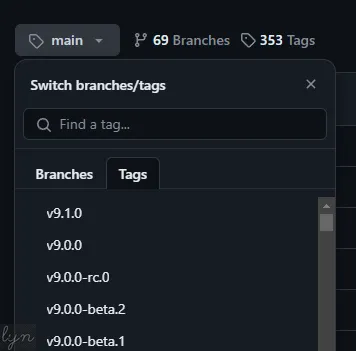 main 69 Branches 353 Tags
Switch branches/tags
Find a tag...
Branches Tags
v9.1.0
v9.0.0
v9.0.0-rc.0
v9.0.0-beta.2
v9.0.0-beta.1
lyn